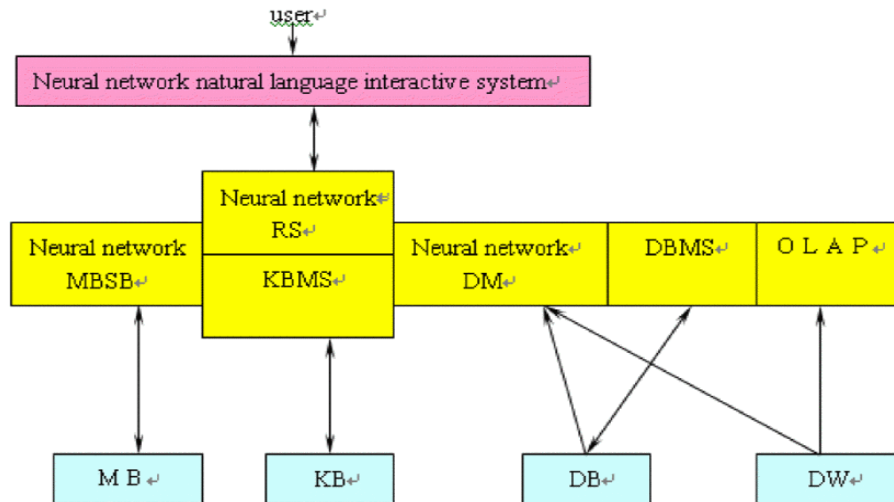 user
Neural network natural language interactive system
Neural network
RS
Neural network
MBSB
KBMS
Neural network
DM
DBMS
O L A P
M B
KB
DB
DW